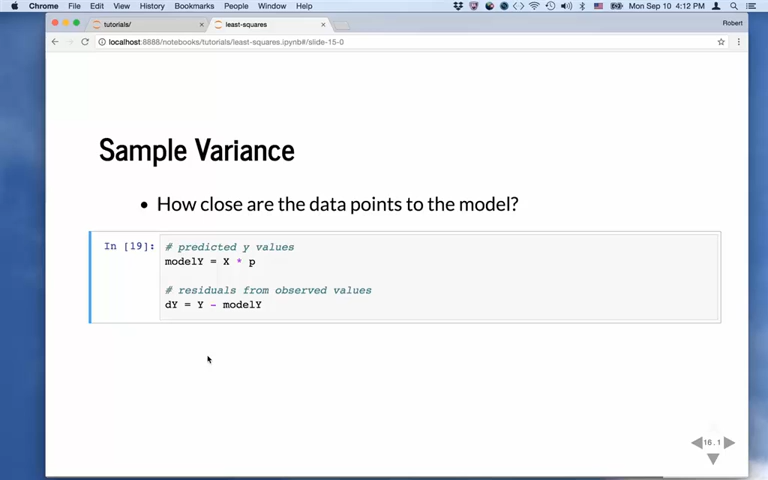 Chrome File Edit View History Bookmarks People Window Help Mon Sep 10 4:12 PM
tutorials/ × least-squares × Robert
localhost:8888/notebooks/tutorials/least-squares.ipynb#/slide-15-0
Sample Variance
• How close are the data points to the model?
In [19]: # predicted y values
modelY = X * p
# residuals from observed values
dY = Y - modelY
16.1